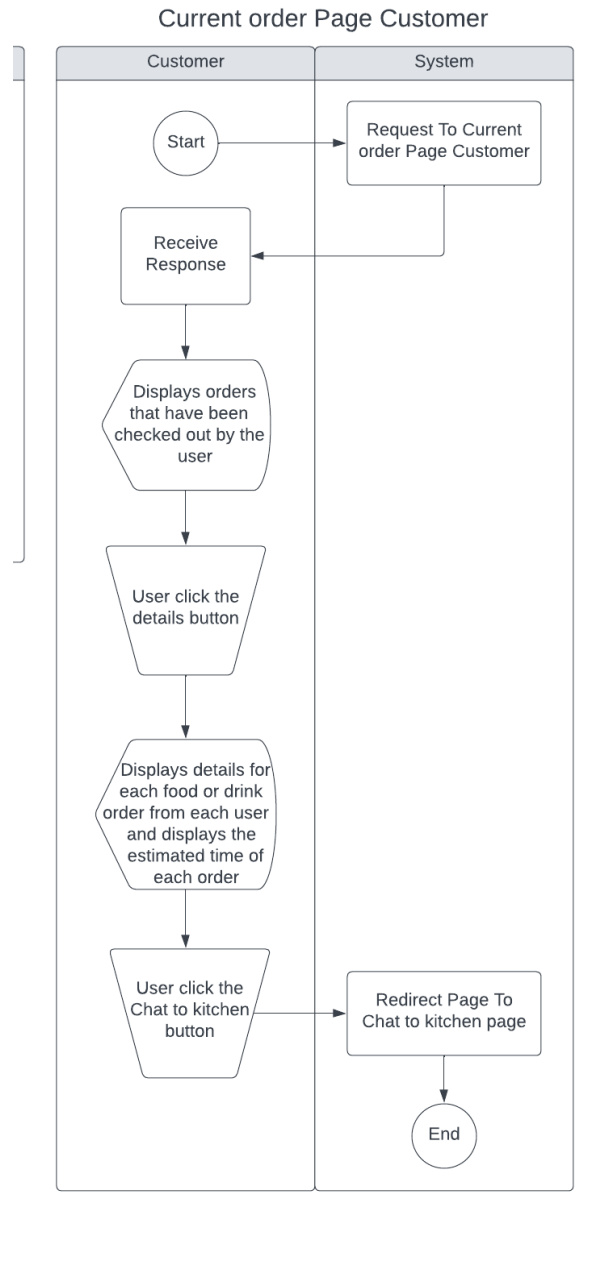 Current order Page Customer
Customer
System
Start
Request To Current
order Page Customer
Receive
Response
Displays orders
that have been
checked out by the
user
User click the
details button
Displays details for
each food or drink
order from each user
and displays the
estimated time of
each order
User click the
Chat to kitchen
button
Redirect Page To
Chat to kitchen page
End